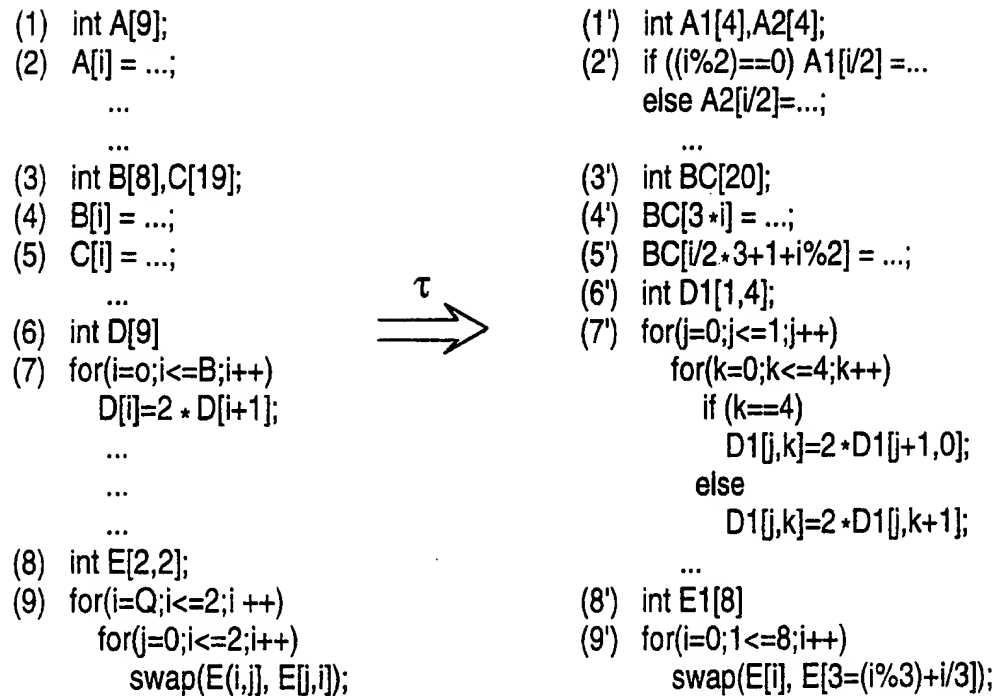 (1) int A[9];
(2) A[i] = ...;
...
...
(3) int B[8],C[19];
(4) B[i] = ...;
(5) C[i] = ...;
...
(6) int D[9]
(7) for(i=o;i<=B;i++)
D[i]=2 * D[i+1];
...
...
...
(8) int E[2,2];
(9) for(i=Q;i<=2;i ++)
for(j=0;i<=2;i++)
swap(E(i,j], E[j,i]);
τ
(1') int A1[4],A2[4];
(2') if ((i%2)==0) A1[i/2] =...
else A2[i/2]=...;
...
(3') int BC[20];
(4') BC[3*i] = ...;
(5') BC[i/2*3+1+i%2] = ...;
(6') int D1[1,4];
(7') for(j=0;j<=1;j++)
for(k=0;k<=4;k++)
if (k==4)
D1[j,k]=2*D1[j+1,0];
else
D1[j,k]=2*D1[j,k+1];
...
(8') int E1[8]
(9') for(i=0;1<=8;i++)
swap(E[i], E[3=(i%3)+i/3]);